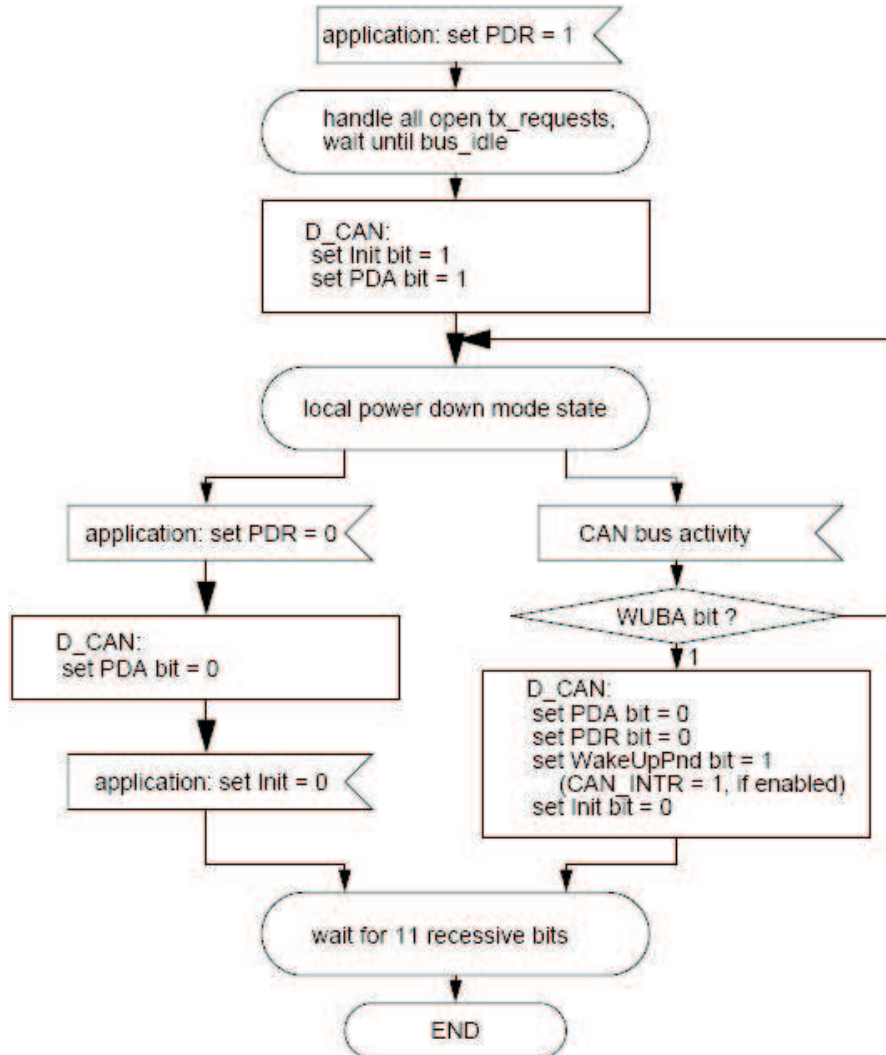 application: set PDR = 1
handle all open tx_requests,
wait until bus_idle
D_CAN:
set Init bit = 1
set PDA bit = 1
local power down mode state
application: set PDR = 0
CAN bus activity
D_CAN:
set PDA bit = 0
WUBA bit ?
1
application: set Init = 0
D_CAN:
set PDA bit = 0
set PDR bit = 0
set WakeUpPnd bit = 1
(CAN_INTR = 1, if enabled)
set Init bit = 0
wait for 11 recessive bits
END